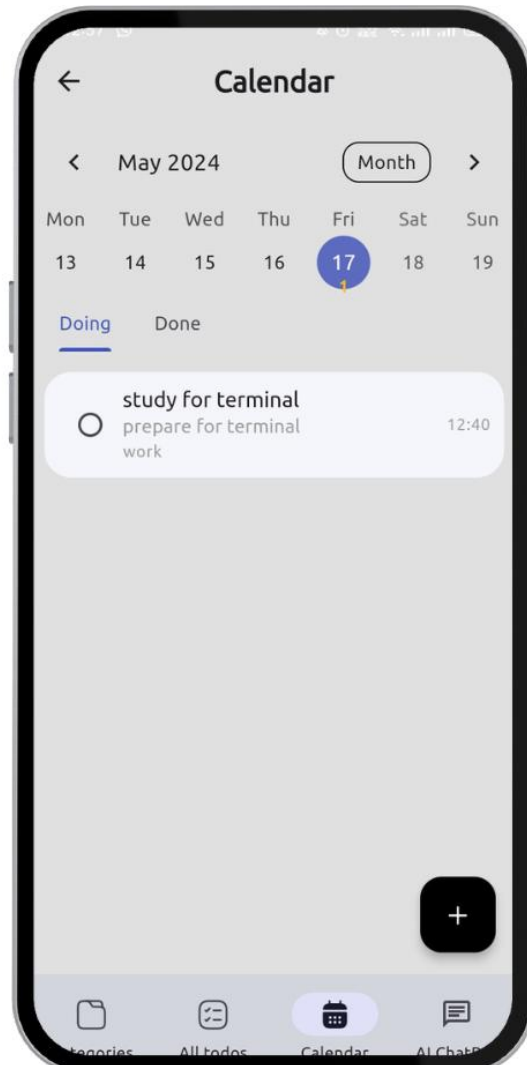 Calendar
May 2024 Month
Mon Tue Wed Thu Fri Sat Sun
13 14 15 16 17 18 19
1
Doing Done
study for terminal
prepare for terminal 12:40
work
All todos Calendar